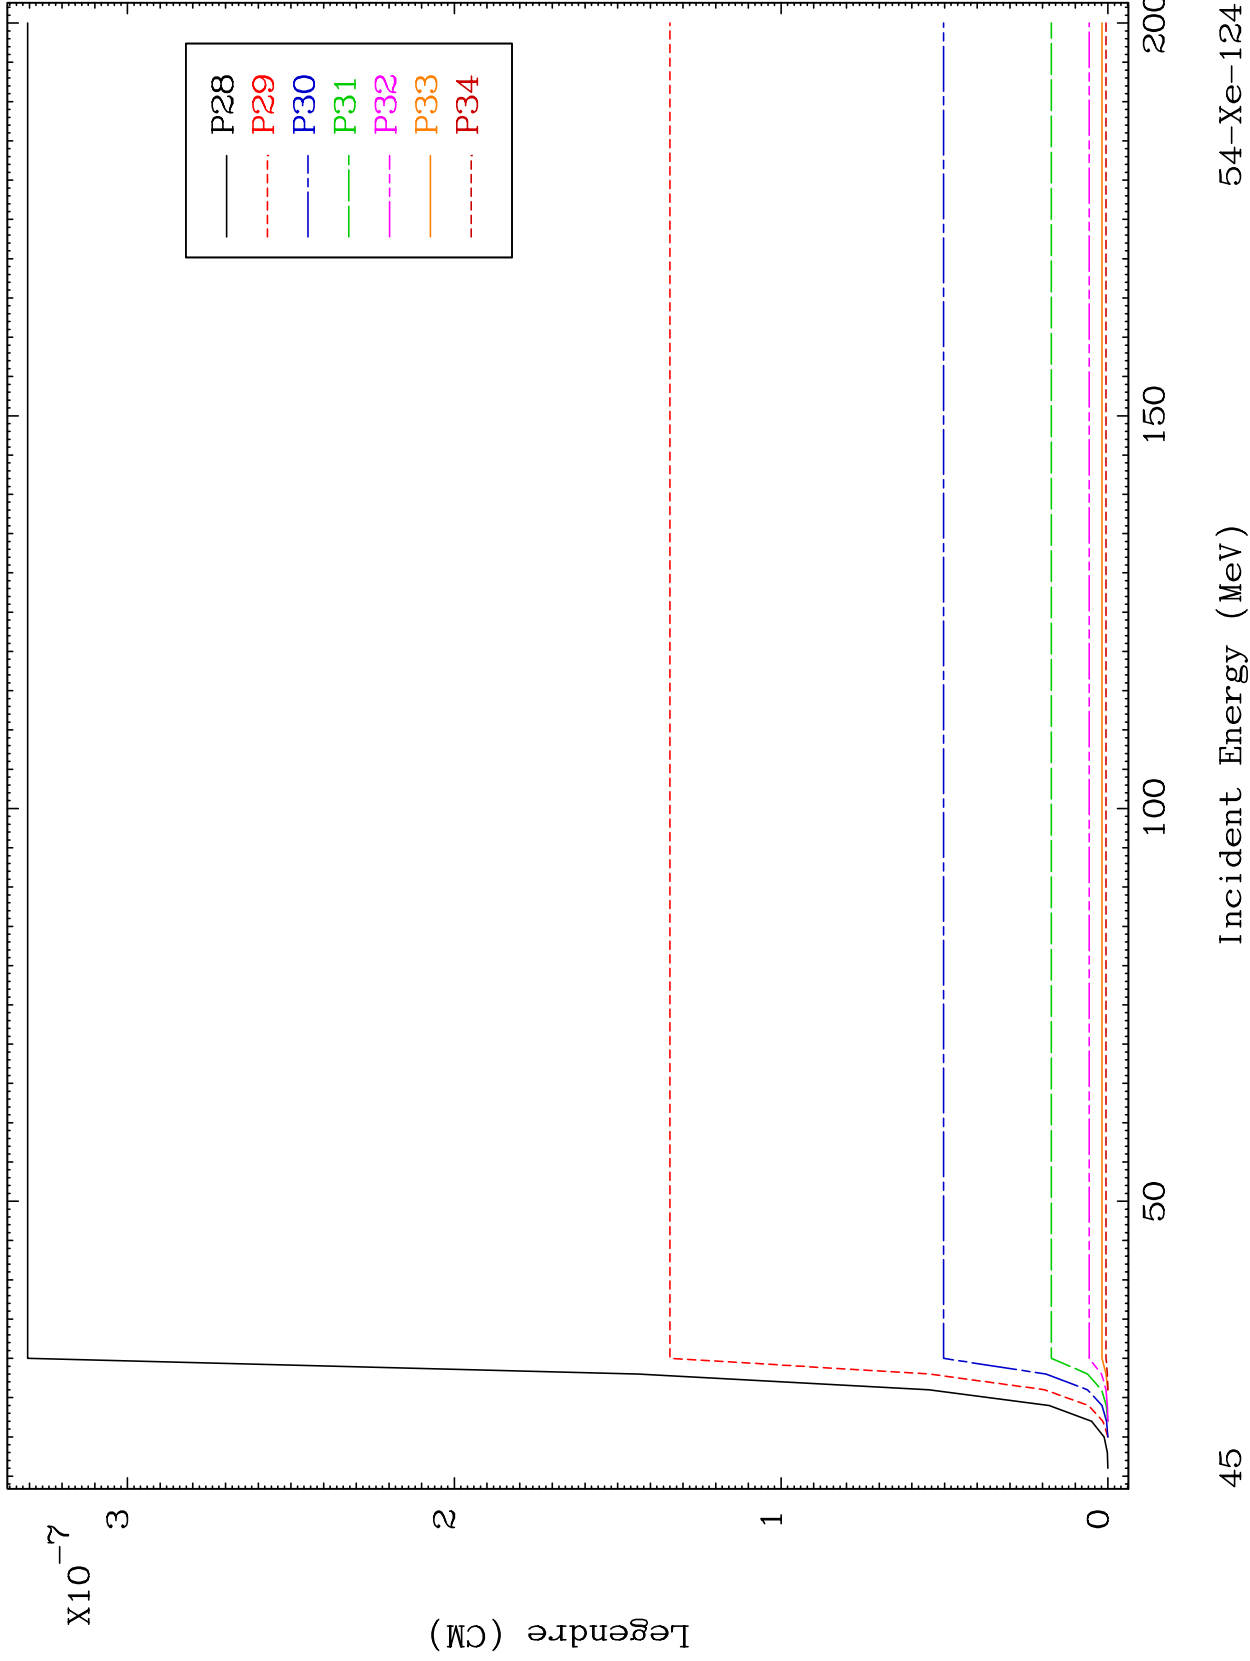 X10-7
3
2
1
0
Legendre (CM)
P28
P29
P30
P31
P32
P33
P34
50
100
150
200
Incident Energy (MeV)
45
54-Xe-124